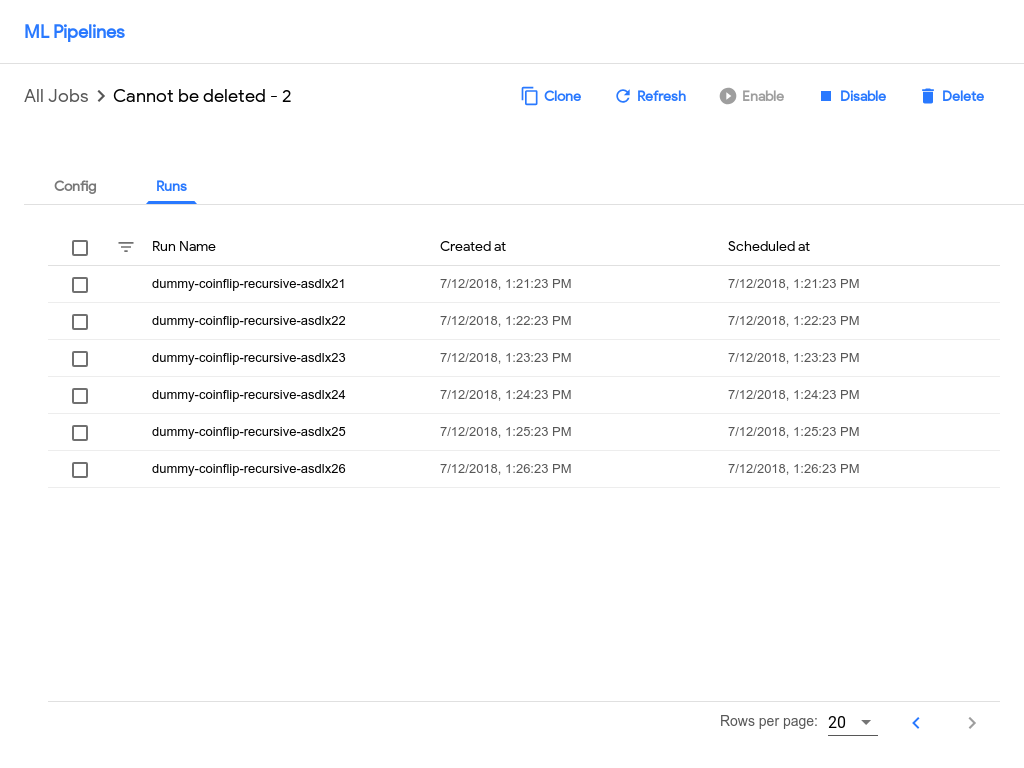 ML Pipelines
All Jobs Cannot be deleted - 2 Clone Refresh Enable Disable Delete
Config Runs
Run Name Created at Scheduled at
dummy-coinflip-recursive-asdlx21 7/12/2018, 1:21:23 PM 7/12/2018, 1:21:23 PM
dummy-coinflip-recursive-asdlx22 7/12/2018, 1:22:23 PM 7/12/2018, 1:22:23 PM
dummy-coinflip-recursive-asdlx23 7/12/2018, 1:23:23 PM 7/12/2018, 1:23:23 PM
dummy-coinflip-recursive-asdlx24 7/12/2018, 1:24:23 PM 7/12/2018, 1:24:23 PM
dummy-coinflip-recursive-asdlx25 7/12/2018, 1:25:23 PM 7/12/2018, 1:25:23 PM
dummy-coinflip-recursive-asdlx26 7/12/2018, 1:26:23 PM 7/12/2018, 1:26:23 PM
Rows per page: 20